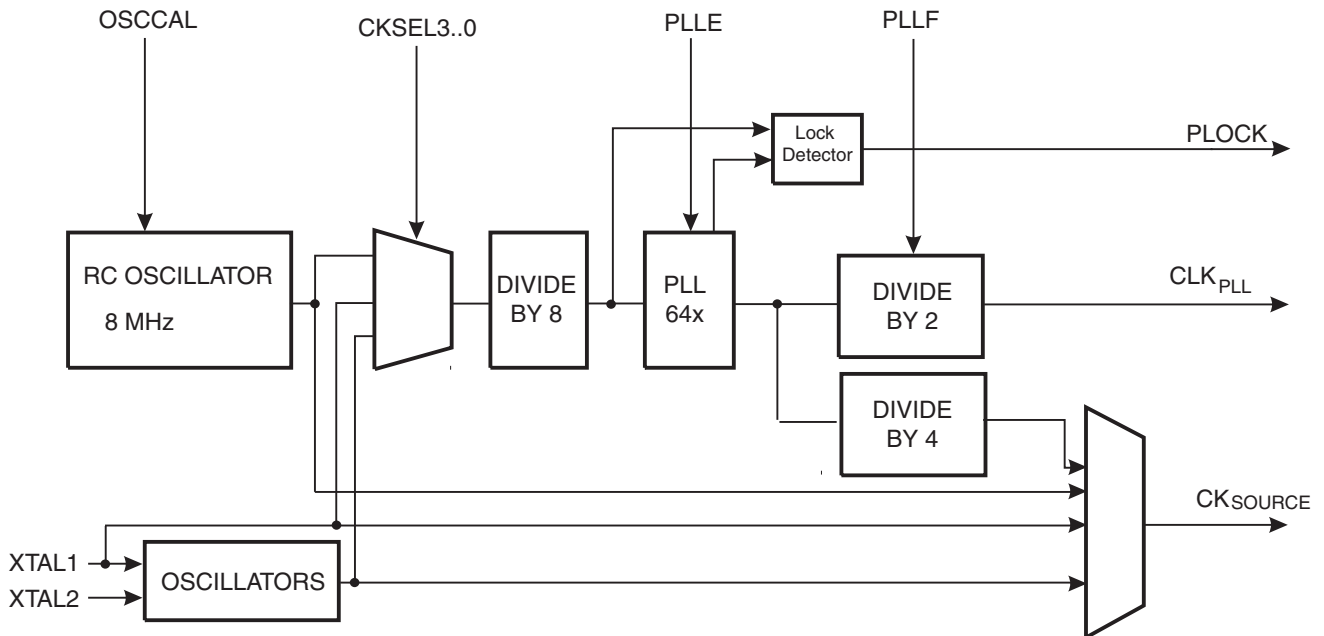 OSCCAL
CKSEL3..0
PLLE
PLLF
Lock
Detector
PLOCK
RC OSCILLATOR
8 MHz
DIVIDE
BY 8
PLL
64x
DIVIDE
BY 2
CLKPLL
DIVIDE
BY 4
CKSOURCE
XTAL1
XTAL2
OSCILLATORS